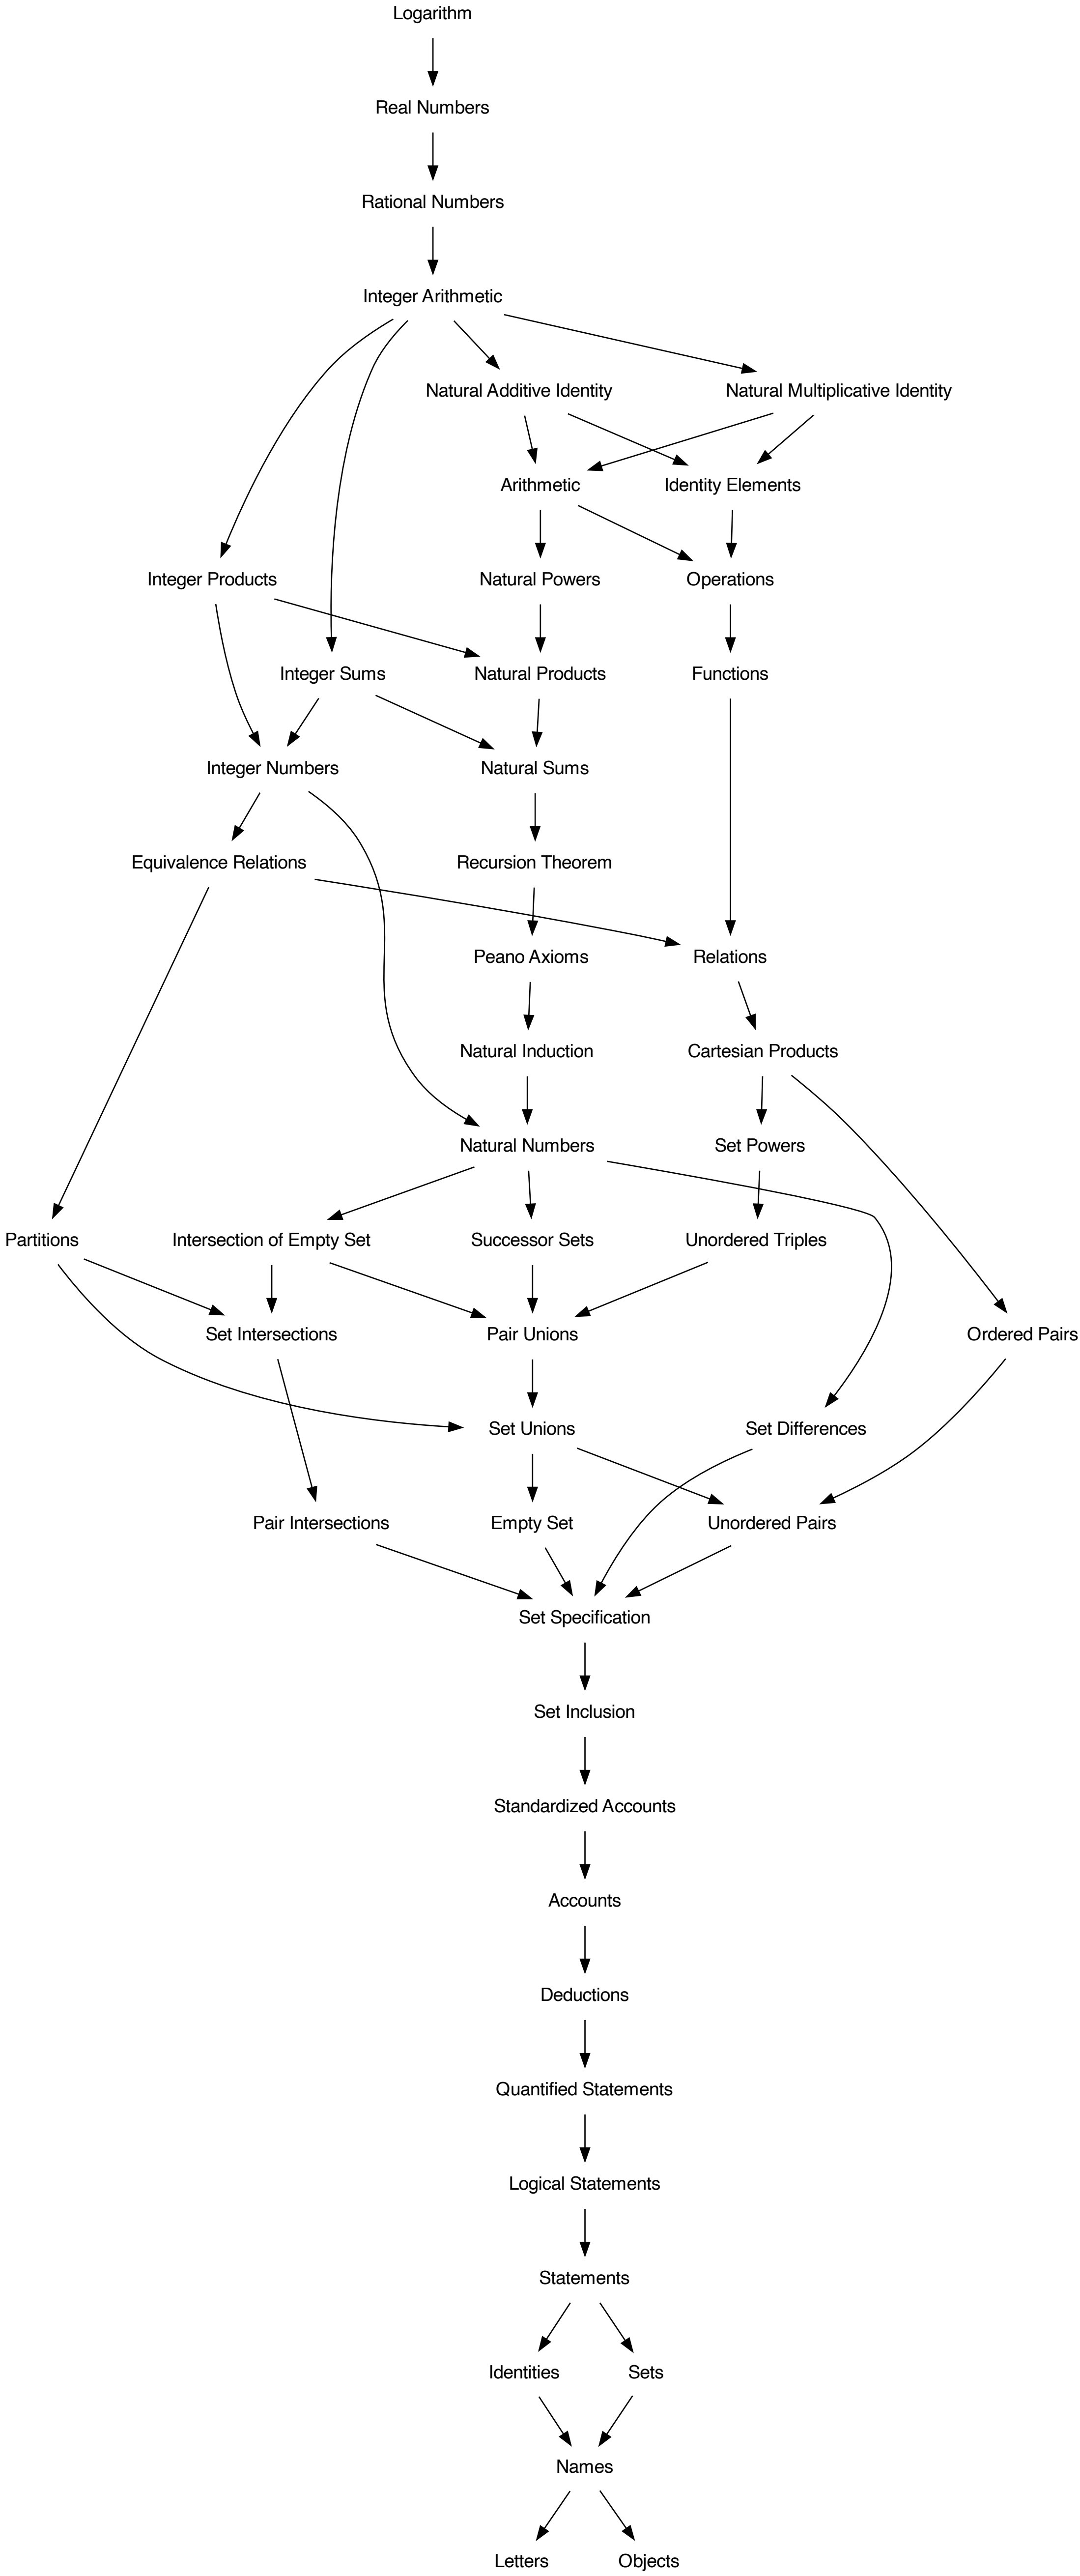 Logarithm
Real Numbers
Rational Numbers
Integer Arithmetic
Natural Additive Identity
Natural Multiplicative Identity
Arithmetic
Identity Elements
Integer Products
Natural Powers
Operations
Integer Sums
Natural Products
Functions
Integer Numbers
Natural Sums
Equivalence Relations
Recursion Theorem
Peano Axioms
Relations
Natural Induction
Cartesian Products
Natural Numbers
Set Powers
Partitions
Intersection of Empty Set
Successor Sets
Unordered Triples
Set Intersections
Pair Unions
Ordered Pairs
Set Unions
Set Differences
Pair Intersections
Empty Set
Unordered Pairs
Set Specification
Set Inclusion
Standardized Accounts
Accounts
Deductions
Quantified Statements
Logical Statements
Statements
Identities
Sets
Names
Letters
Objects